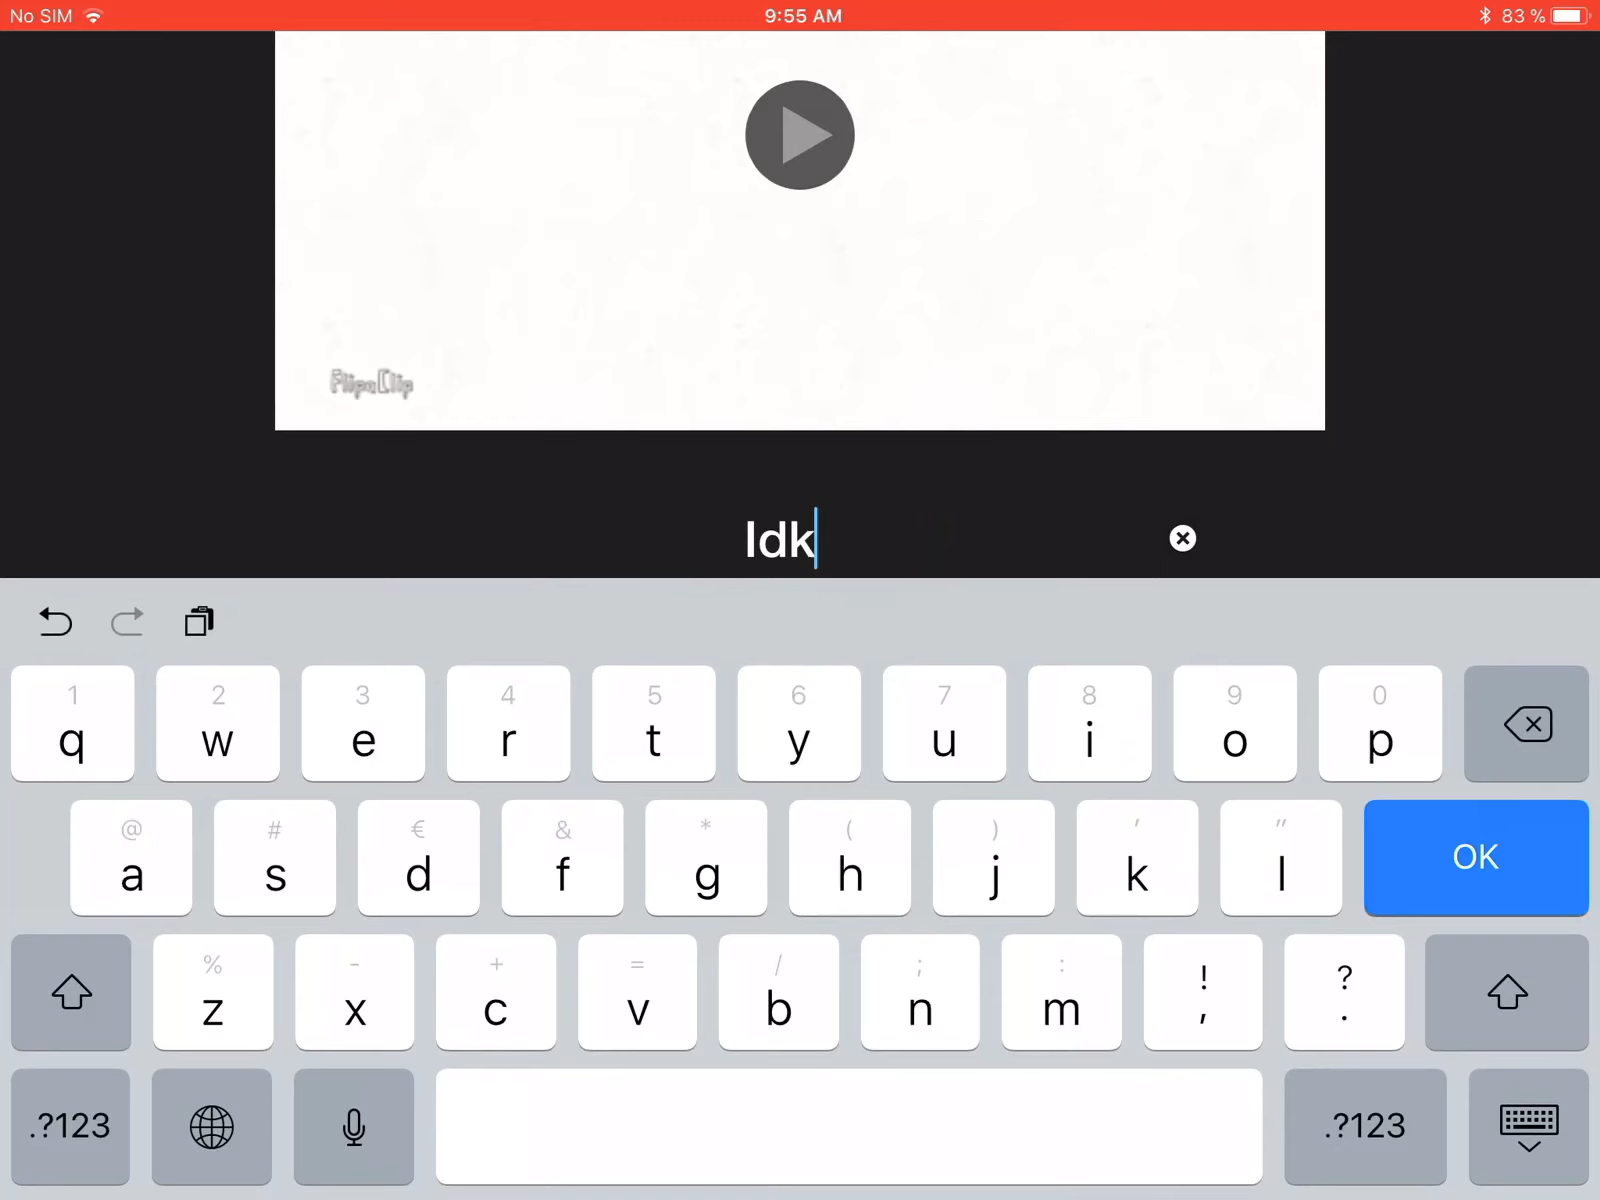 No SIM 9:55 AM 83 %
FlipaClip
Idk
1 2 3 4 5 6 7 8 9 0
q w e r t y u i o p
@ # € & * ( ) ' "
a s d f g h j k l OK
% - + = / ; : ! ?
z x c v b n m , .
.?123 .?123